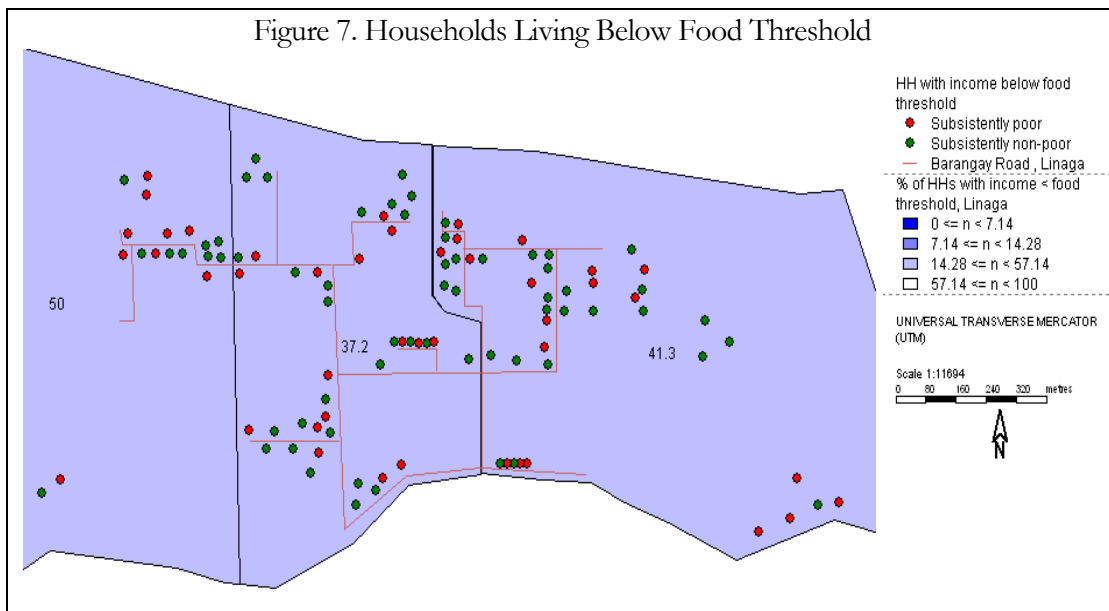 Figure 7. Households Living Below Food Threshold
HH with income below food
threshold
Subsistently poor
Subsistently non-poor
Barangay Road , Linaga
% of HHs with income < food
threshold, Linaga
0 <= n < 7.14
7.14 <= n < 14.28
14.28 <= n < 57.14
57.14 <= n < 100
UNIVERSAL TRANSVERSE MERCATOR
(UTM)
Scale 1:11694
0 80 160 240 320 metres
N
50
37.2
41.3